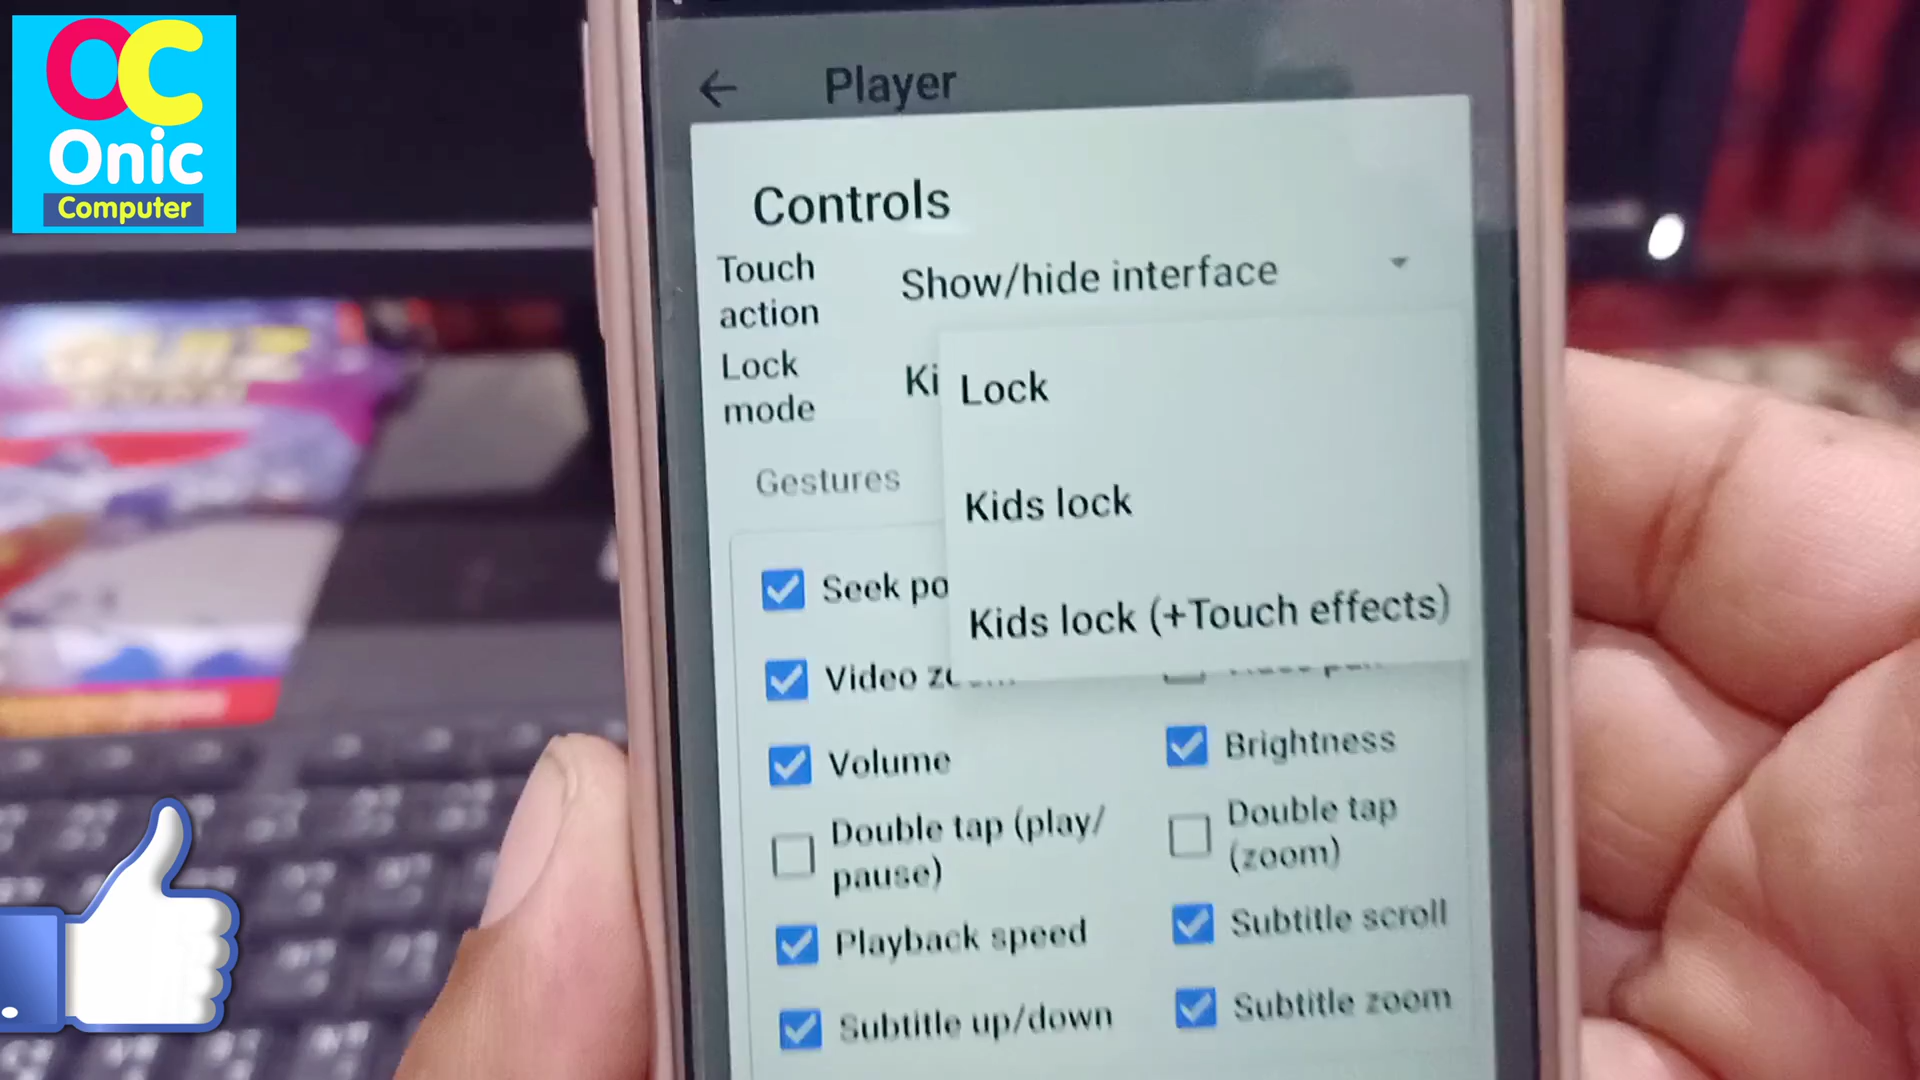 OC
Onic
Computer
← Player
Controls
Touch action
Show/hide interface
Lock mode
Ki
Lock
Kids lock
Kids lock (+Touch effects)
Gestures
Seek po
Video
Volume
Brightness
Double tap (play/
pause)
Double tap
(zoom)
Playback speed
Subtitle scroll
Subtitle up/down
Subtitle zoom